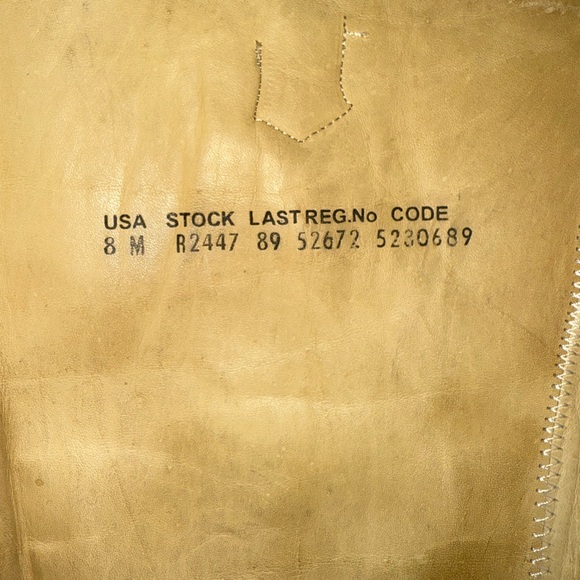 USA STOCK LAST REG.No CODE
8 M R2447 89 52672 5230689